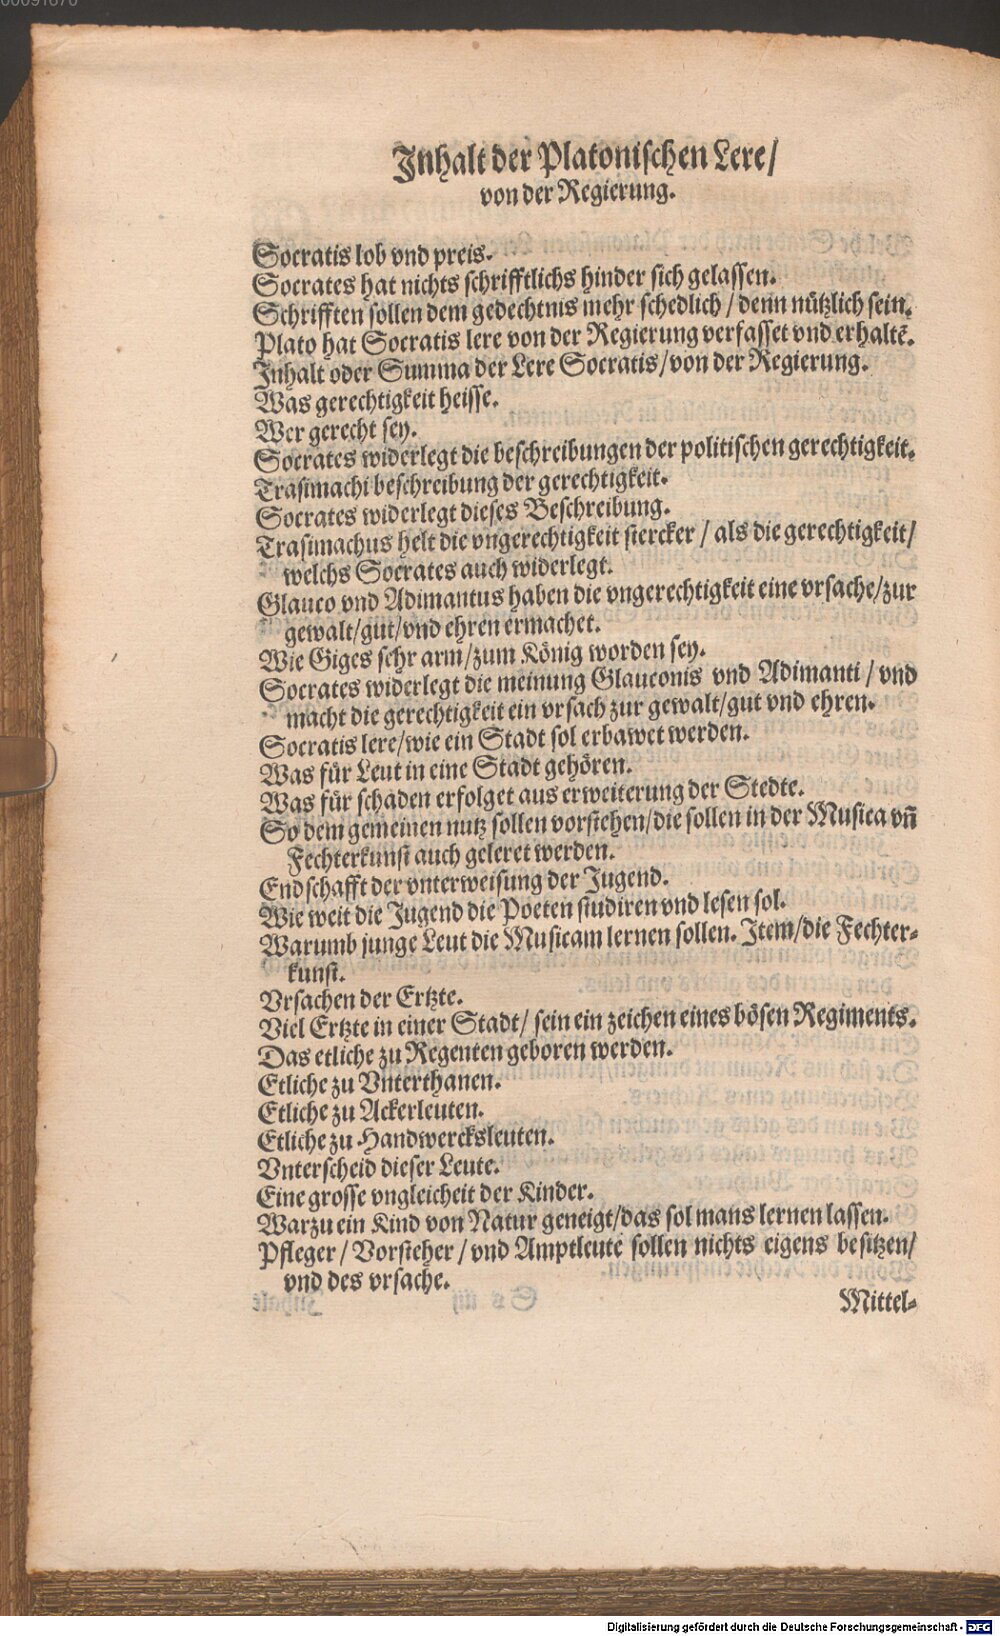 00091070
Inhalt der Platonischen Lere/
von der Regierung.
Socratis lob vnd preis.
Socrates hat nichts schrifftlichs hinder sich gelassen.
Schrifften sollen dem gedechtnis mehr schedlich / denn nützlich sein.
Plato hat Socratis lere von der Regierung verfasset vnd erhaltē.
Inhalt oder Summa der Lere Socratis/von der Regierung.
Was gerechtigkeit heisse.
Wer gerecht sey.
Socrates widerlegt die beschreibungen der politischen gerechtigkeit.
Trasimachi beschreibung der gerechtigkeit.
Socrates widerlegt dieses Beschreibung.
Trasimachus helt die vngerechtigkeit stercker / als die gerechtigkeit/
welchs Socrates auch widerlegt.
Glauco vnd Adimantus haben die vngerechtigkeit eine vrsache/zur
gewalt/gut/vnd ehren ermachet.
Wie Giges sehr arm/zum König worden sey.
Socrates widerlegt die meinung Glauconis vnd Adimanti / vnd
macht die gerechtigkeit ein vrsach zur gewalt/gut vnd ehren.
Socratis lere/wie ein Stadt sol erbawet werden.
Was für Leut in eine Stadt gehören.
Was für schaden erfolget aus erweiterung der Stedte.
So dem gemeinen nutz sollen vorstehen/die sollen in der Musica vñ
Fechterkunst auch geleret werden.
Endschafft der vnterweisung der Jugend.
Wie weit die Jugend die Poeten studiren vnd lesen sol.
Warumb junge Leut die Musicam lernen sollen. Item/die Fechter-
kunst.
Vrsachen der Ertzte.
Viel Ertzte in einer Stadt/ sein ein zeichen eines bösen Regiments.
Das etliche zu Regenten geboren werden.
Etliche zu Vnterthanen.
Etliche zu Ackerleuten.
Etliche zu Handwercksleuten.
Vnterscheid dieser Leute.
Eine grosse vngleicheit der Kinder.
Warzu ein Kind von Natur geneigt/das sol mans lernen lassen.
Pfleger / Vorsteher / vnd Amptleute sollen nichts eigens besitzen/
vnd des vrsache.
Mittel-
Digitalisierung gefördert durch die Deutsche Forschungsgemeinschaft - DFG